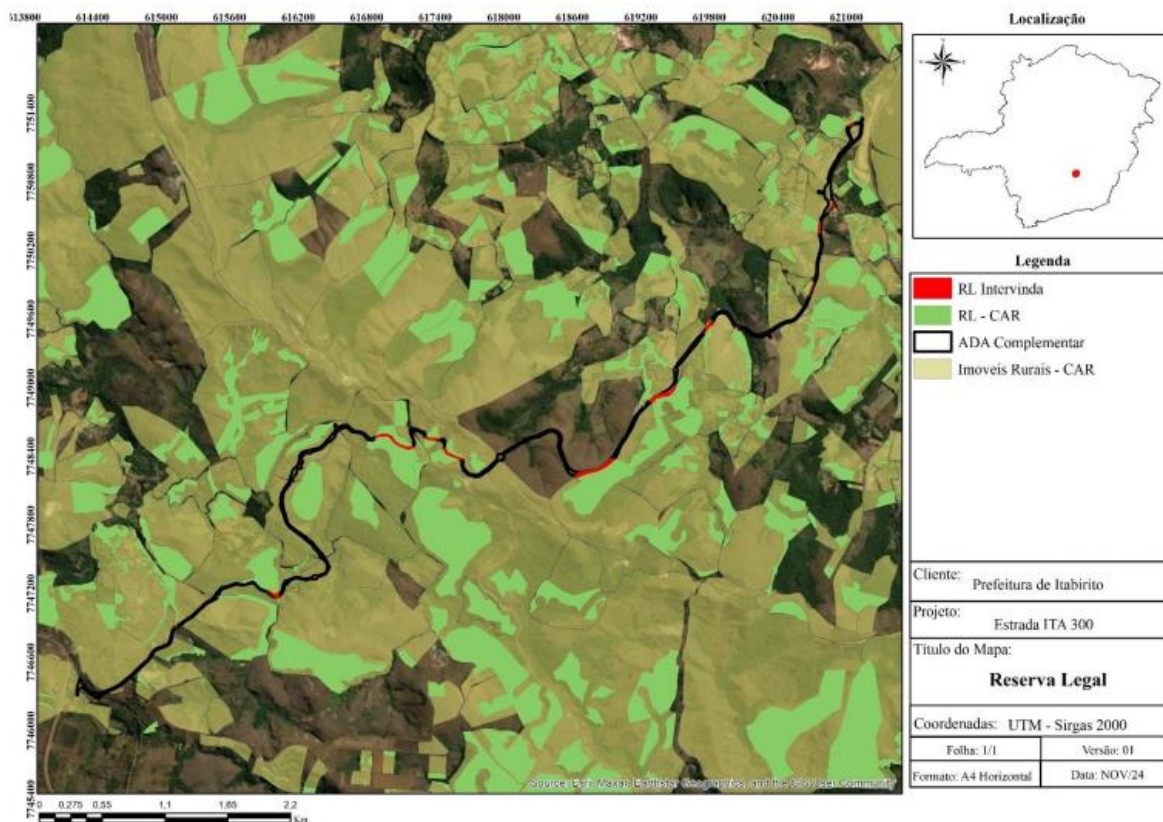 613800 614400 615000 615600 616200 616800 617400 618000 618600 619200 619800 620400 621000
7751400
7750800
7750200
7749600
7749000
7748400
7747800
7747200
7746600
7746000
7745400
Source: Esri, Maxar, Earthstar Geographics, and the GIS User Community
0 0,275 0,55 1,1 1,65 2,2
Km
Localização
Legenda
RL Intervinda
RL - CAR
ADA Complementar
Imoveis Rurais - CAR
Cliente:
Prefeitura de Itabirito
Projeto:
Estrada ITA 300
Título do Mapa:
Reserva Legal
Coordenadas: UTM - Sirgas 2000
Folha: 1/1 Versão: 01
Formato: A4 Horizontal Data: NOV/24